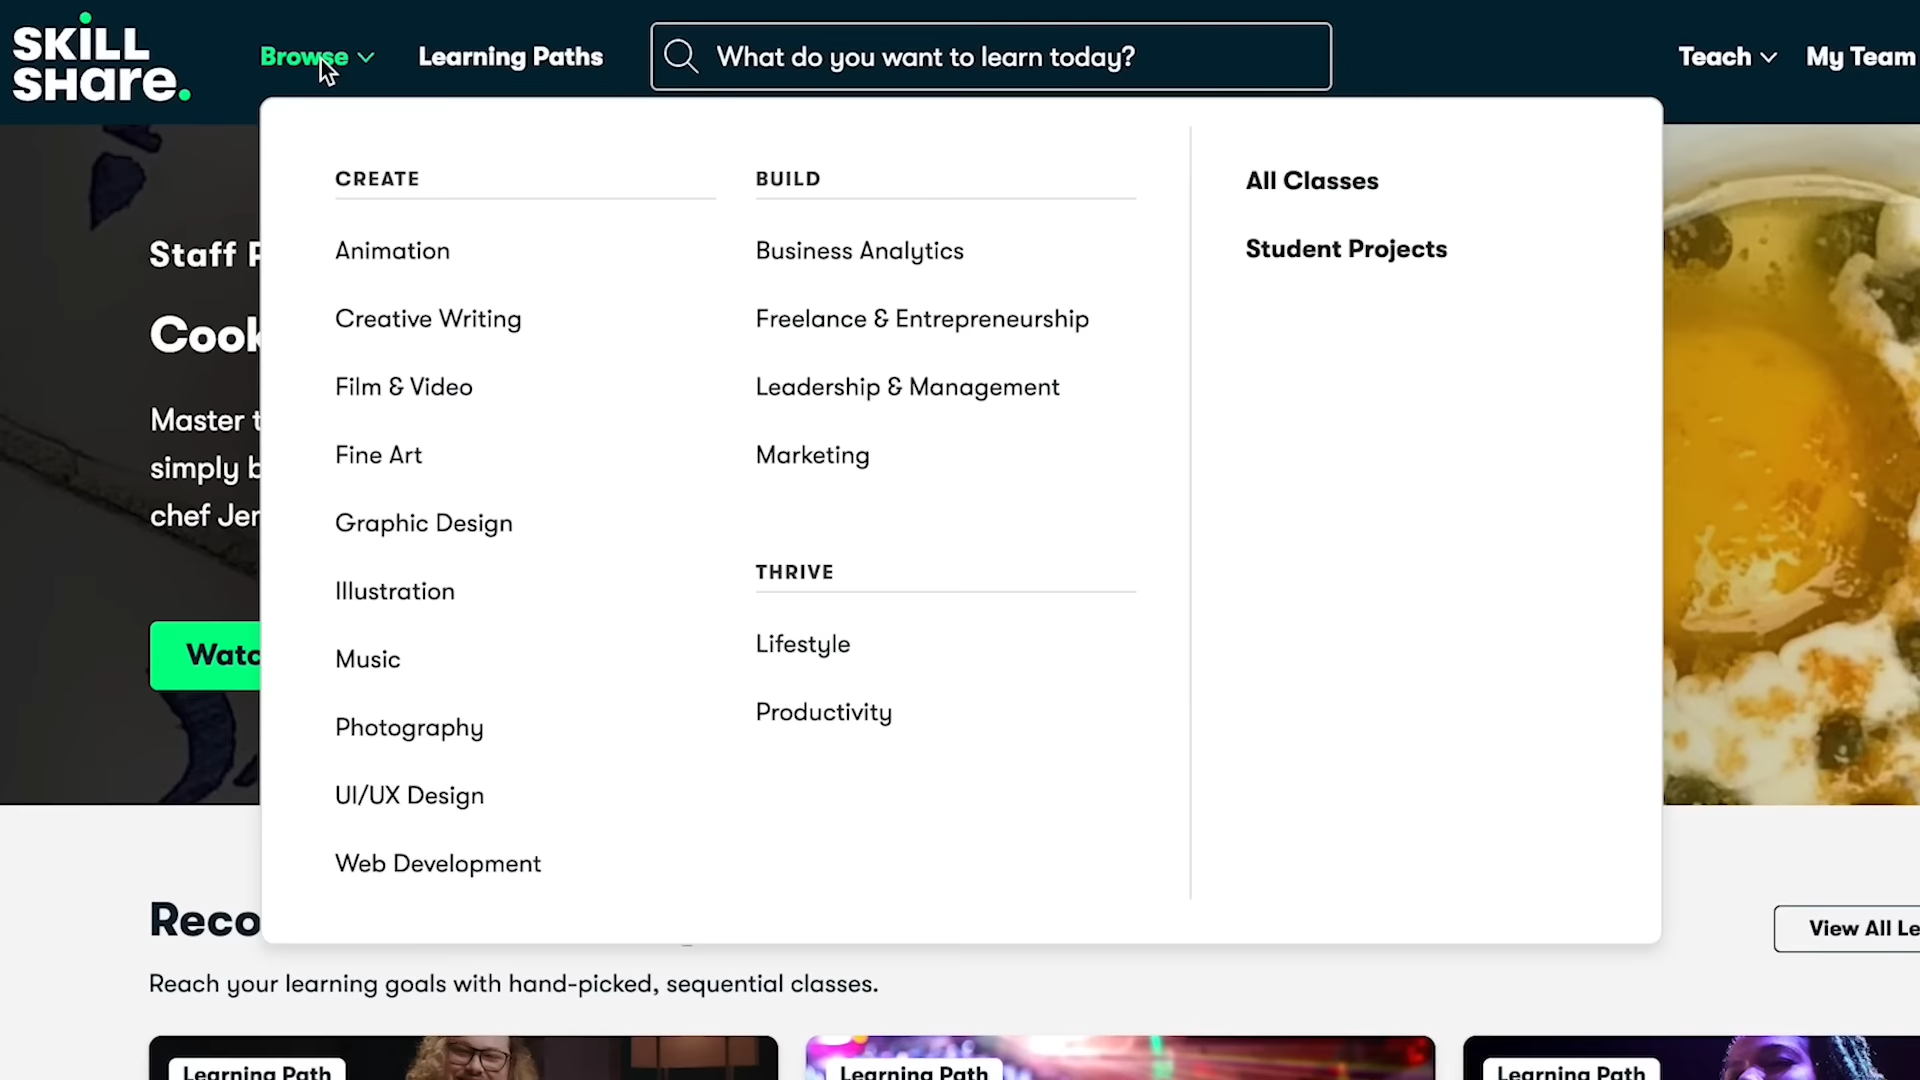 SKILL
SHare.
Browse
Learning Paths
What do you want to learn today?
Teach
My Team
CREATE
Animation
Creative Writing
Film & Video
Fine Art
Graphic Design
Illustration
Music
Photography
UI/UX Design
Web Development
BUILD
Business Analytics
Freelance & Entrepreneurship
Leadership & Management
Marketing
THRIVE
Lifestyle
Productivity
All Classes
Student Projects
Staff
Cook
Master
simply
chef
View All
Reach your learning goals with hand-picked, sequential classes.
Learning Path
Learning Path
Learning Path